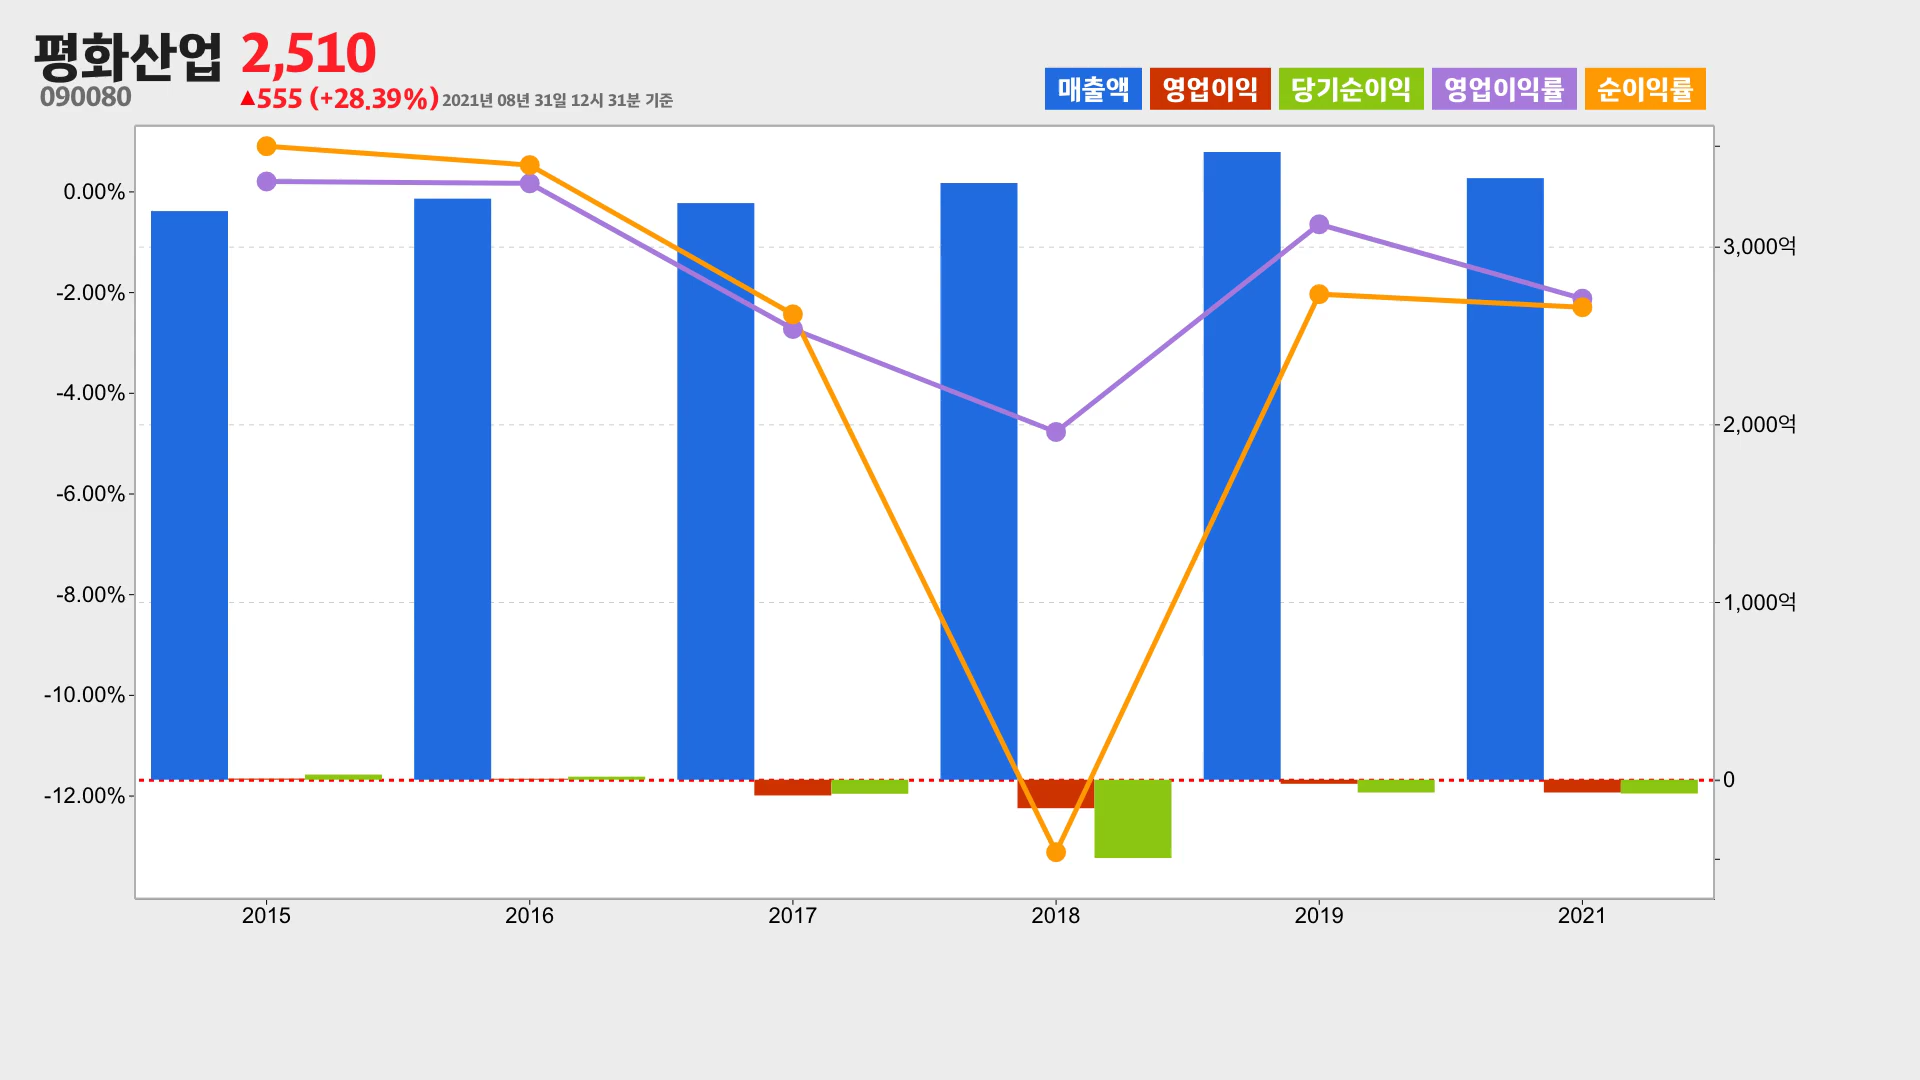 평화산업 2,510
090080 ▲555 (+28.39%) 2021년 08년 31일 12시 31분 기준
매출액 영업이익 당기순이익 영업이익률 순이익률
0.00%
-2.00%
-4.00%
-6.00%
-8.00%
-10.00%
-12.00%
3,000억
2,000억
1,000억
0
2015 2016 2017 2018 2019 2021